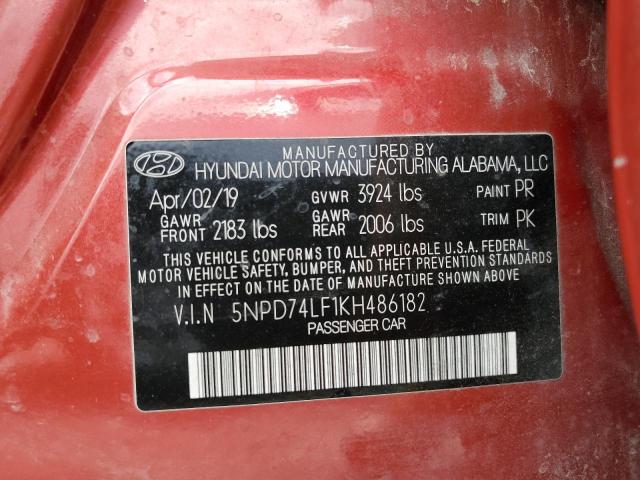 MANUFACTURED BY
HYUNDAI MOTOR MANUFACTURING ALABAMA, LLC
Apr/02/19 GVWR 3924 lbs PAINT PR
GAWR FRONT 2183 lbs GAWR REAR 2006 lbs TRIM PK
THIS VEHICLE CONFORMS TO ALL APPLICABLE U.S.A. FEDERAL
MOTOR VEHICLE SAFETY, BUMPER, AND THEFT PREVENTION STANDARDS
IN EFFECT ON THE DATE OF MANUFACTURE SHOWN ABOVE.
V.I.N 5NPD74LF1KH486182
PASSENGER CAR